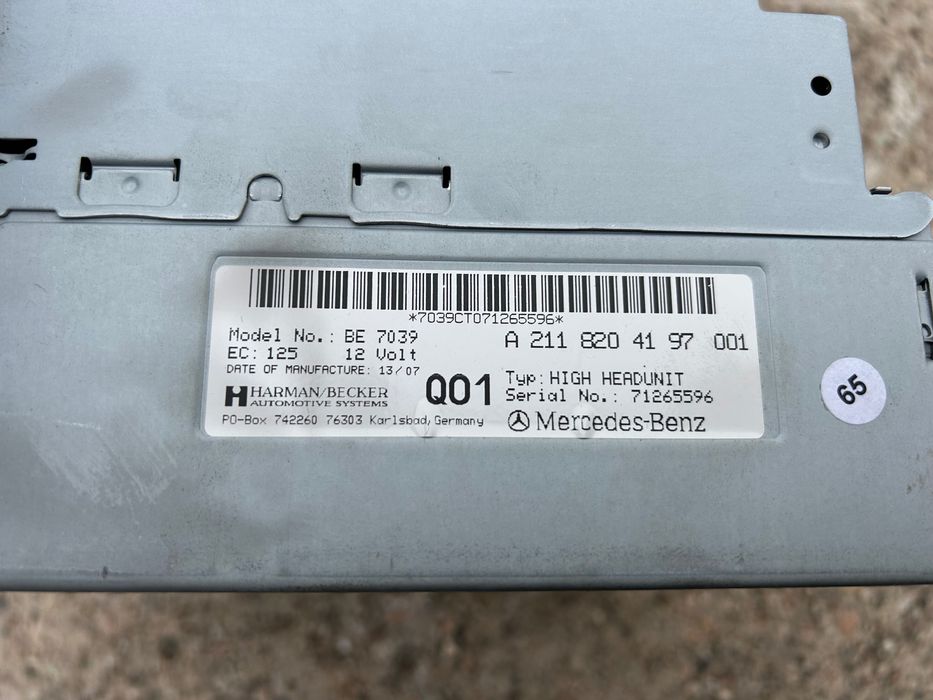 *7039CT071265596*
Model No.: BE 7039
A 211 820 41 97 001
EC: 125 12 Volt
DATE OF MANUFACTURE: 13/07
Q01
Typ: HIGH HEADUNIT
HARMAN/BECKER
AUTOMOTIVE SYSTEMS
Serial No.: 71265596
PO-Box 742260 76303 Karlsbad, Germany
Mercedes-Benz
65